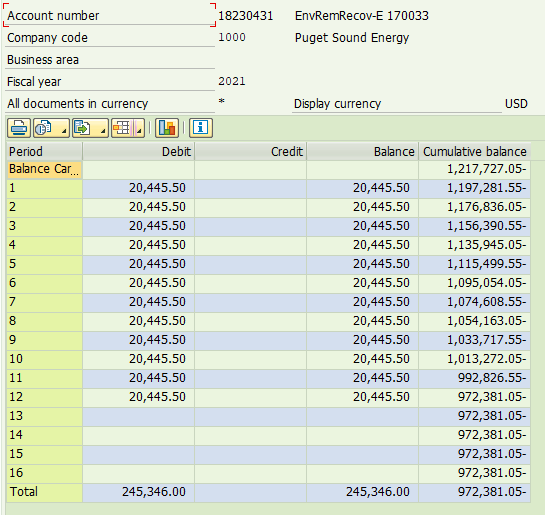 Account number 18230431 EnvRemRecov-E 170033
Company code 1000 Puget Sound Energy
Business area
Fiscal year 2021
All documents in currency * Display currency USD
Period Debit Credit Balance Cumulative balance
Balance Car... 1,217,727.05-
1 20,445.50 20,445.50 1,197,281.55-
2 20,445.50 20,445.50 1,176,836.05-
3 20,445.50 20,445.50 1,156,390.55-
4 20,445.50 20,445.50 1,135,945.05-
5 20,445.50 20,445.50 1,115,499.55-
6 20,445.50 20,445.50 1,095,054.05-
7 20,445.50 20,445.50 1,074,608.55-
8 20,445.50 20,445.50 1,054,163.05-
9 20,445.50 20,445.50 1,033,717.55-
10 20,445.50 20,445.50 1,013,272.05-
11 20,445.50 20,445.50 992,826.55-
12 20,445.50 20,445.50 972,381.05-
13 972,381.05-
14 972,381.05-
15 972,381.05-
16 972,381.05-
Total 245,346.00 245,346.00 972,381.05-